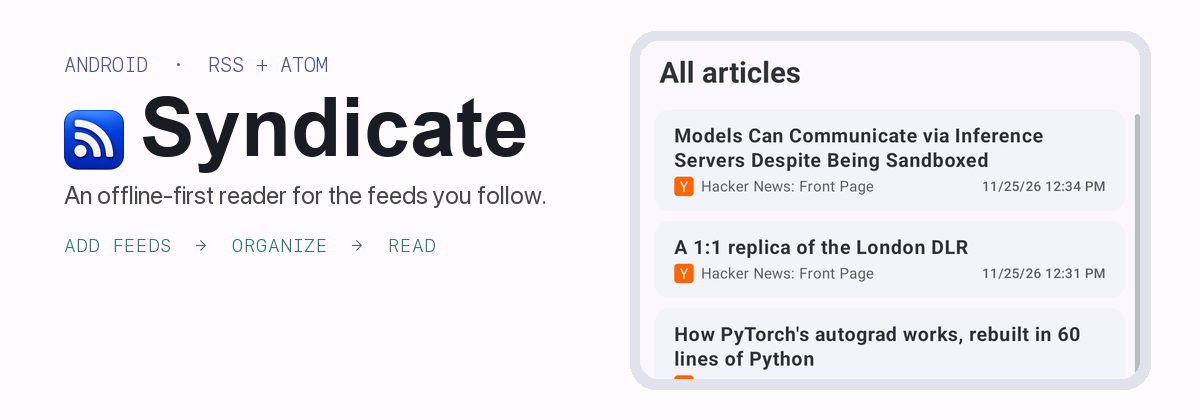 ANDROID · RSS + ATOM
Syndicate
An offline-first reader for the feeds you follow.
ADD FEEDS → ORGANIZE → READ
All articles
Models Can Communicate via Inference
Servers Despite Being Sandboxed
Y Hacker News: Front Page 11/25/26 12:34 PM
A 1:1 replica of the London DLR
Y Hacker News: Front Page 11/25/26 12:31 PM
How PyTorch's autograd works, rebuilt in 60
lines of Python